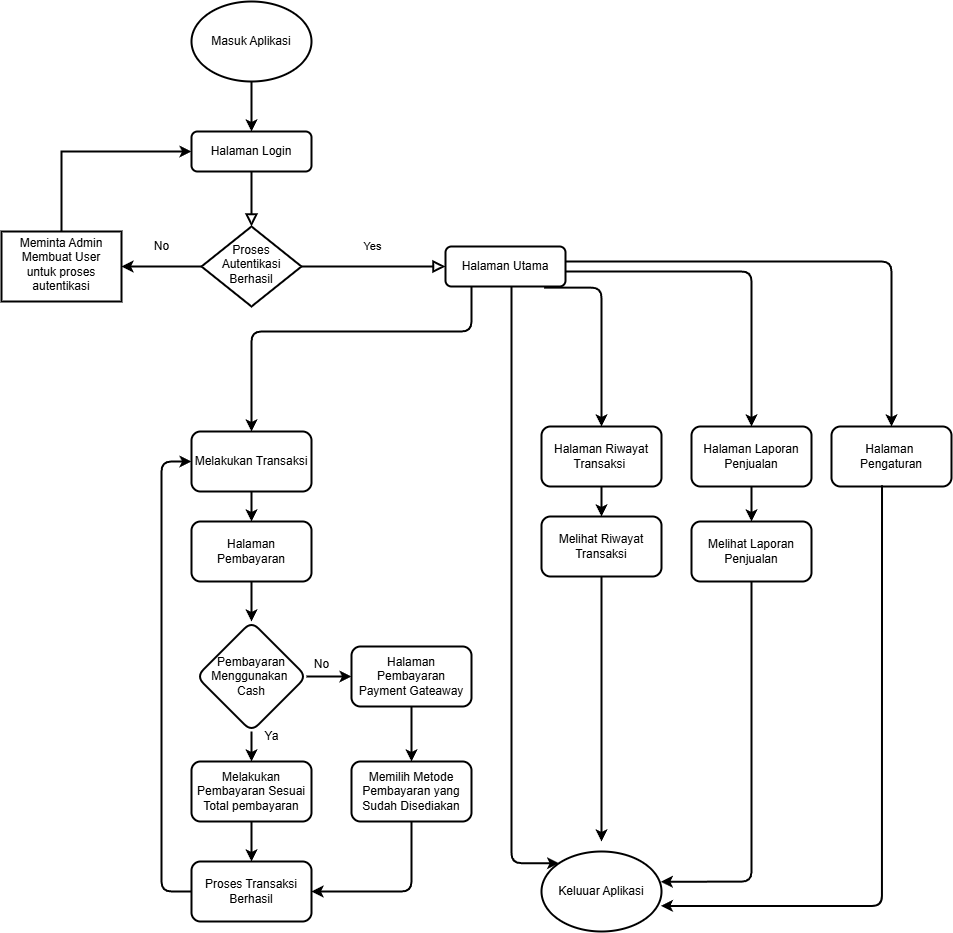 Masuk Aplikasi
Halaman Login
Meminta Admin
Membuat User
untuk proses
autentikasi
No
Proses
Autentikasi
Berhasil
Yes
Halaman Utama
Melakukan Transaksi
Halaman
Pembayaran
Pembayaran
Menggunakan
Cash
No
Halaman
Pembayaran
Payment Gateaway
Ya
Melakukan
Pembayaran Sesuai
Total pembayaran
Memilih Metode
Pembayaran yang
Sudah Disediakan
Proses Transaksi
Berhasil
Halaman Riwayat
Transaksi
Melihat Riwayat
Transaksi
Halaman Laporan
Penjualan
Melihat Laporan
Penjualan
Halaman
Pengaturan
Keluuar Aplikasi